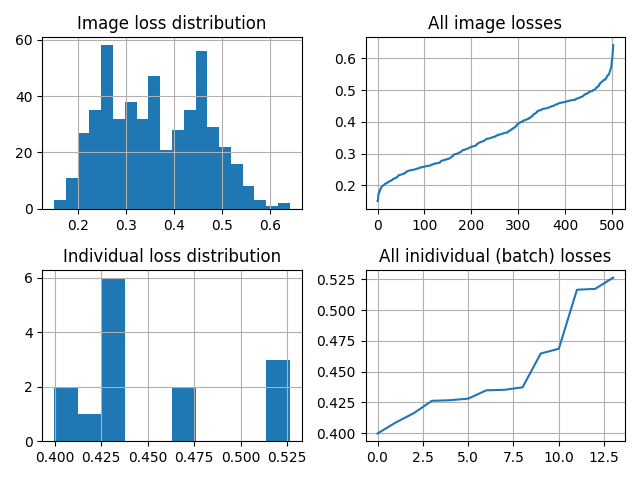 Image loss distribution
60
40
20
0
0.2 0.3 0.4 0.5 0.6
All image losses
0.6
0.5
0.4
0.3
0.2
0 100 200 300 400 500
Individual loss distribution
6
4
2
0
0.400 0.425 0.450 0.475 0.500 0.525
All inidividual (batch) losses
0.525
0.500
0.475
0.450
0.425
0.400
0.0 2.5 5.0 7.5 10.0 12.5